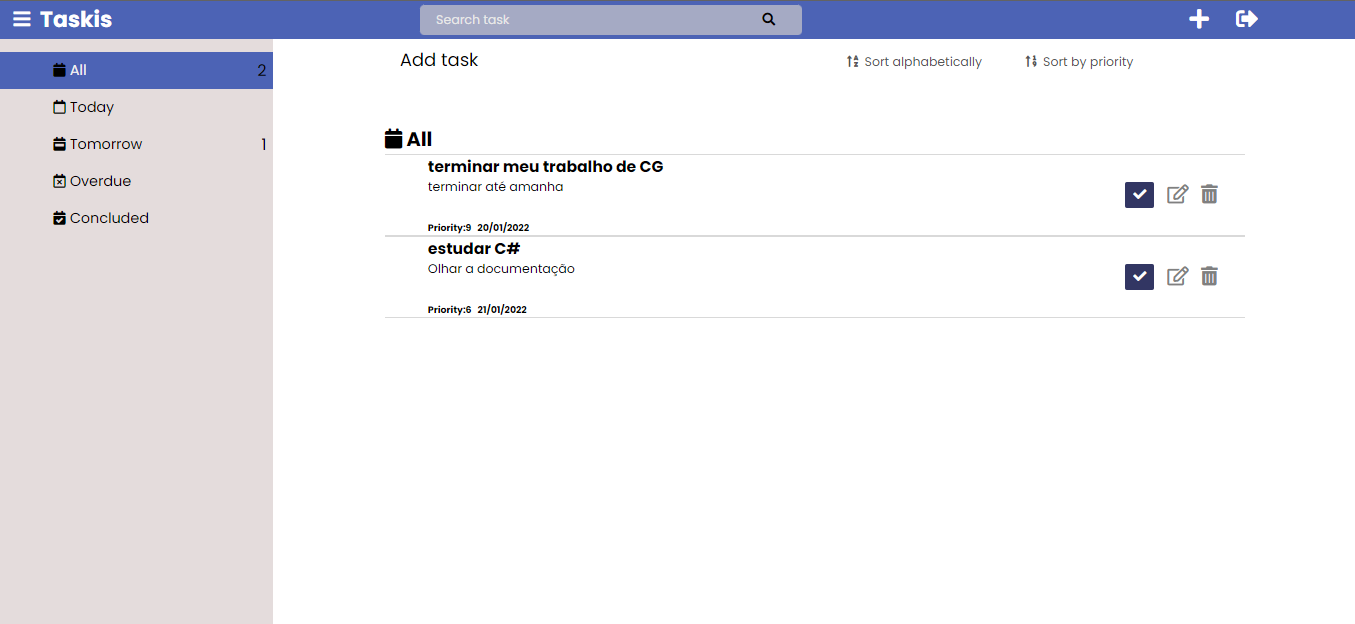 Taskis
Search task
All 2
Today
Tomorrow 1
Overdue
Concluded
Add task
Sort alphabetically
Sort by priority
All
terminar meu trabalho de CG
terminar até amanha
Priority:9 20/01/2022
estudar C#
Olhar a documentação
Priority:6 21/01/2022